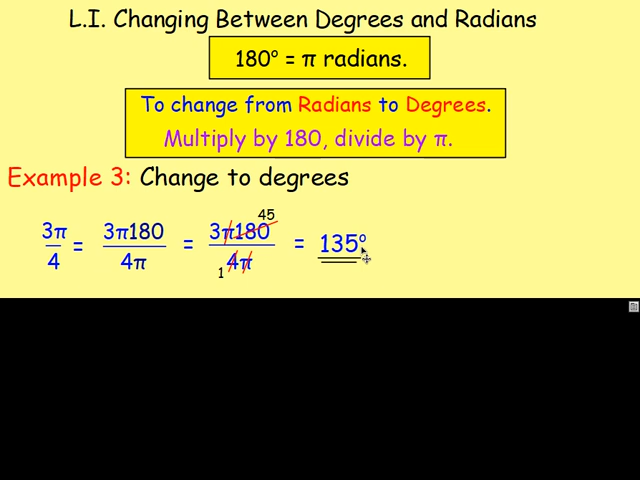 L.I. Changing Between Degrees and Radians
180° = π radians.
To change from Radians to Degrees.
Multiply by 180, divide by π.
Example 3: Change to degrees
3π/4 = 3π180/4π = 3π180/4π = 135°
45
1